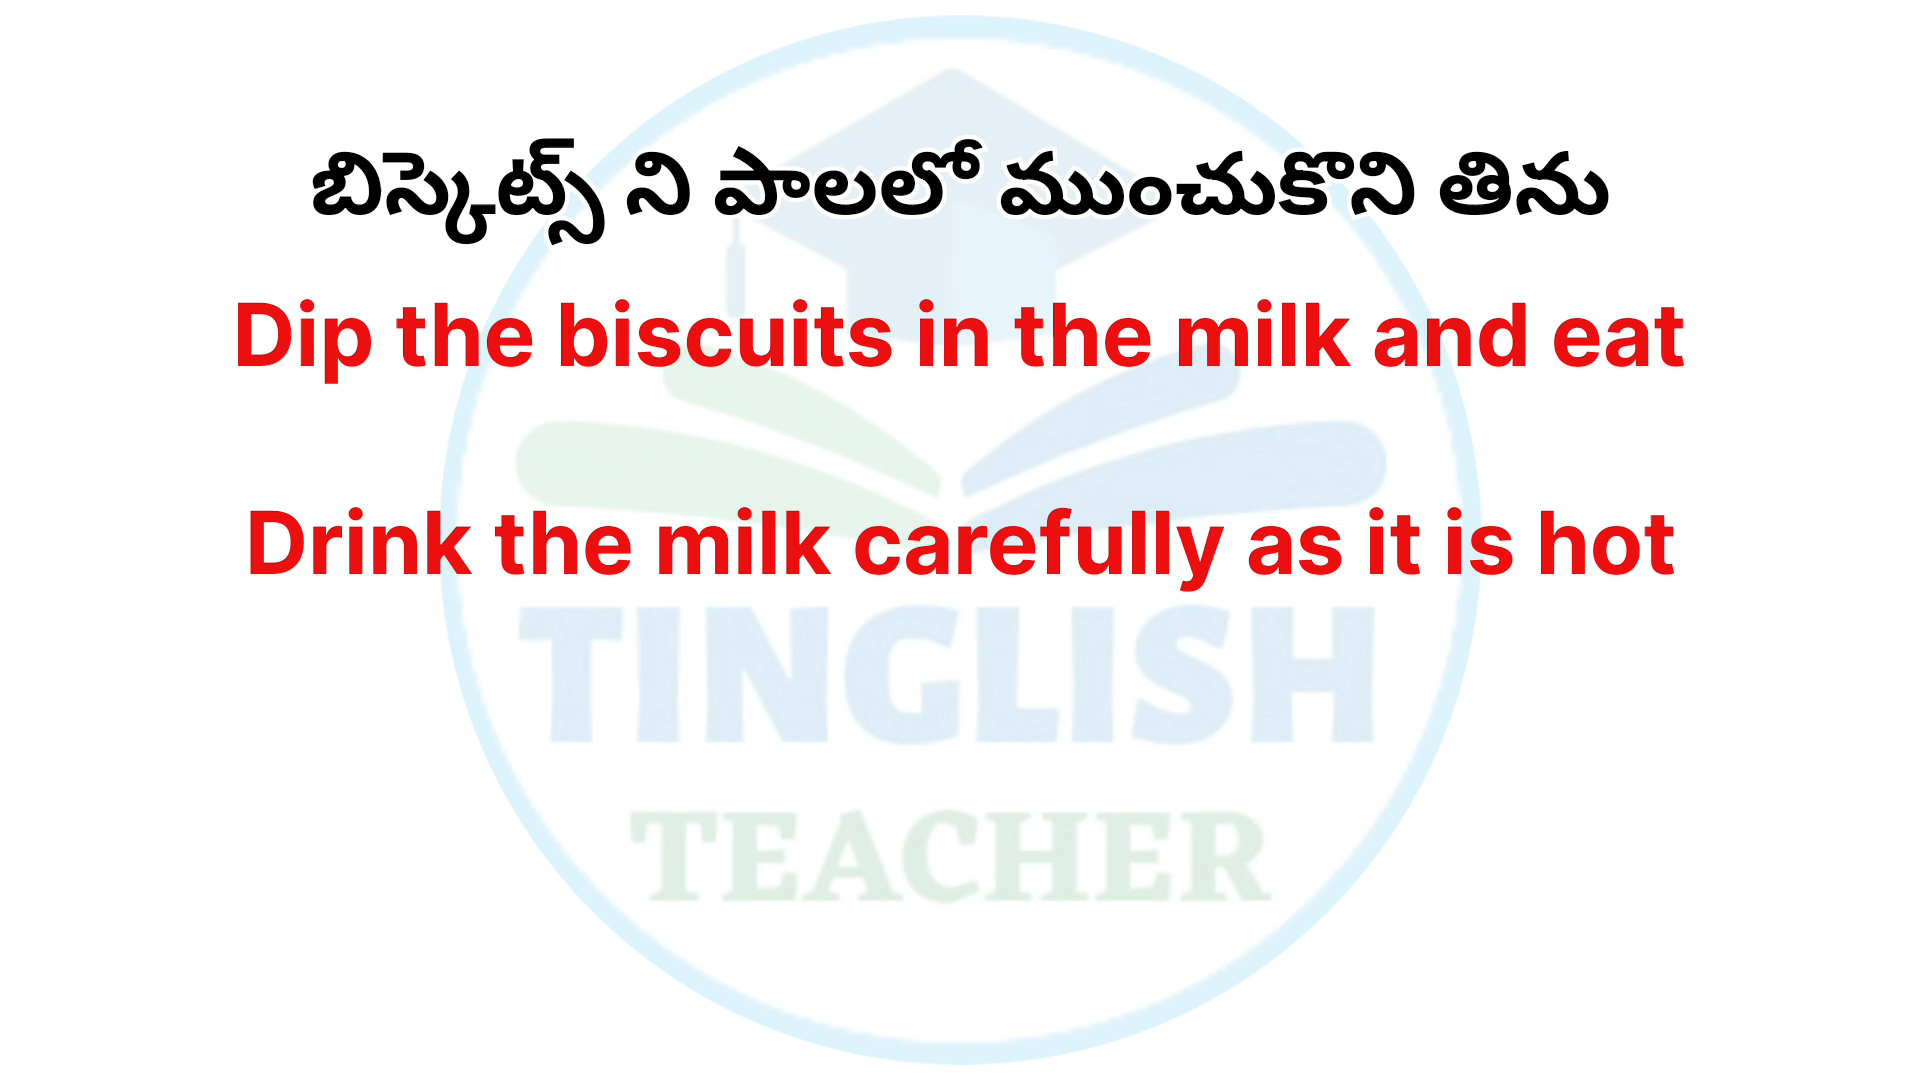 బిస్కెట్స్ ని పాలలో ముంచుకొని తిను
Dip the biscuits in the milk and eat
Drink the milk carefully as it is hot
TINGLISH
TEACHER